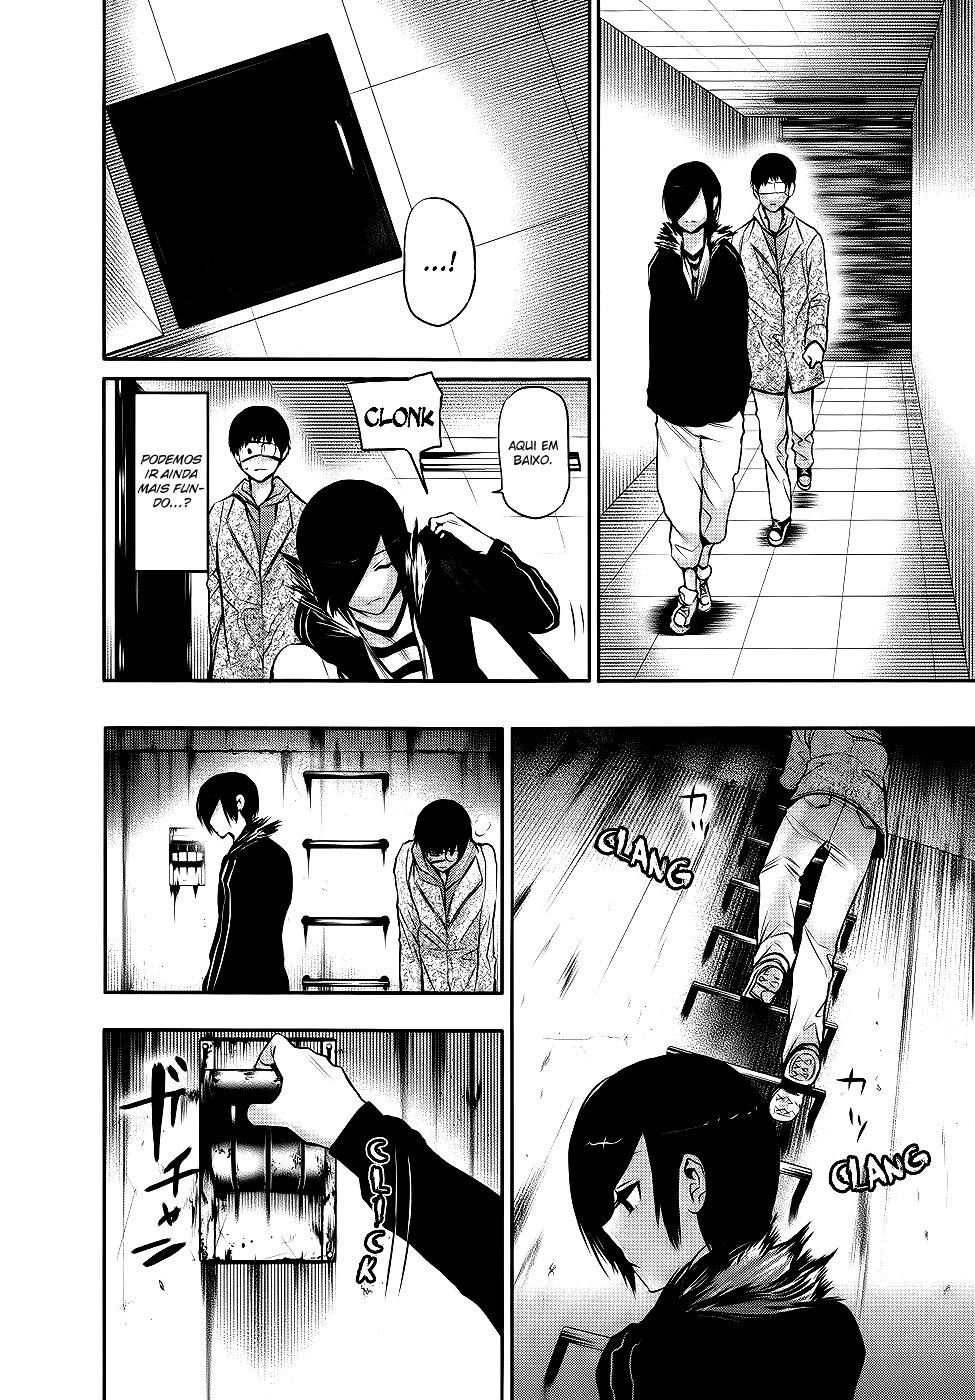 ...!
AQUI EM
BAIXO.
CLONK
PODEMOS
IR AINDA
MAIS FUN-
DO...?
ガッ
CLANG
カッ
CLANG
ガチャン
CLICK